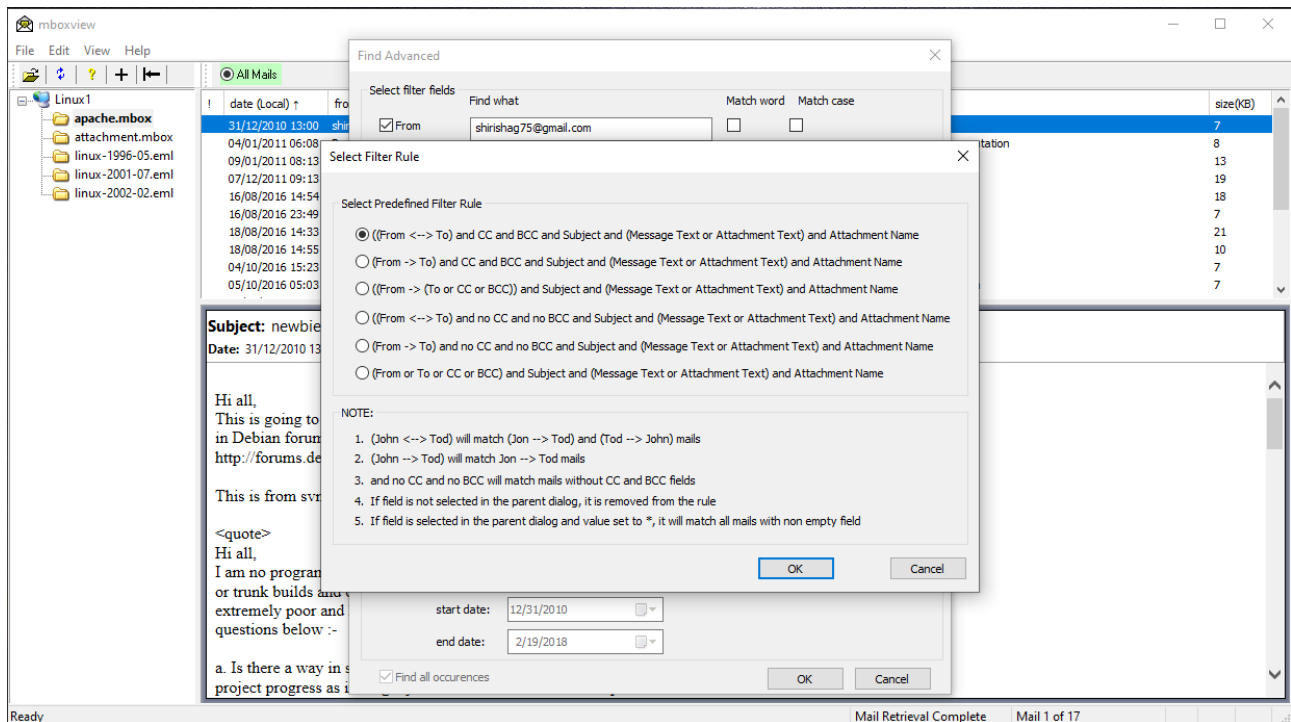 mboxview
File Edit View Help
All Mails
Linux1
apache.mbox
attachment.mbox
linux-1996-05.eml
linux-2001-07.eml
linux-2002-02.eml
! date (Local) ↑ fro size(KB)
31/12/2010 13:00 shi 7
04/01/2011 06:08 tation 8
09/01/2011 08:13 13
07/12/2011 09:13 19
16/08/2016 14:54 18
16/08/2016 23:49 7
18/08/2016 14:33 21
18/08/2016 14:55 10
04/10/2016 15:23 7
05/10/2016 05:03 7
Find Advanced
Select filter fields
Find what Match word Match case
From shirishag75@gmail.com
Select Filter Rule
Select Predefined Filter Rule
((From <--> To) and CC and BCC and Subject and (Message Text or Attachment Text) and Attachment Name
(From -> To) and CC and BCC and Subject and (Message Text or Attachment Text) and Attachment Name
((From -> (To or CC or BCC)) and Subject and (Message Text or Attachment Text) and Attachment Name
((From <--> To) and no CC and no BCC and Subject and (Message Text or Attachment Text) and Attachment Name
(From -> To) and no CC and no BCC and Subject and (Message Text or Attachment Text) and Attachment Name
(From or To or CC or BCC) and Subject and (Message Text or Attachment Text) and Attachment Name
NOTE:
1. (John <--> Tod) will match (Jon --> Tod) and (Tod --> John) mails
2. (John --> Tod) will match Jon --> Tod mails
3. and no CC and no BCC will match mails without CC and BCC fields
4. If field is not selected in the parent dialog, it is removed from the rule
5. If field is selected in the parent dialog and value set to *, it will match all mails with non empty field
OK Cancel
start date: 12/31/2010
end date: 2/19/2018
Find all occurences
OK Cancel
Subject: newbie
Date: 31/12/2010 13
Hi all,
This is going to
in Debian forum
http://forums.de
This is from svn
<quote>
Hi all,
I am no program
or trunk builds and
extremely poor and
questions below :-
a. Is there a way in s
project progress as i
Ready Mail Retrieval Complete Mail 1 of 17